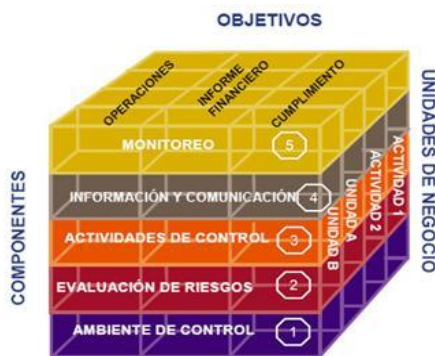 OBJETIVOS
OPERACIONES
INFORME
FINANCIERO
CUMPLIMIENTO
UNIDADES DE NEGOCIO
COMPONENTES
MONITOREO 5
INFORMACIÓN Y COMUNICACIÓN 4
ACTIVIDADES DE CONTROL 3
EVALUACIÓN DE RIESGOS 2
AMBIENTE DE CONTROL 1
UNIDAD B
UNIDAD A
ACTIVIDAD 2
ACTIVIDAD 1